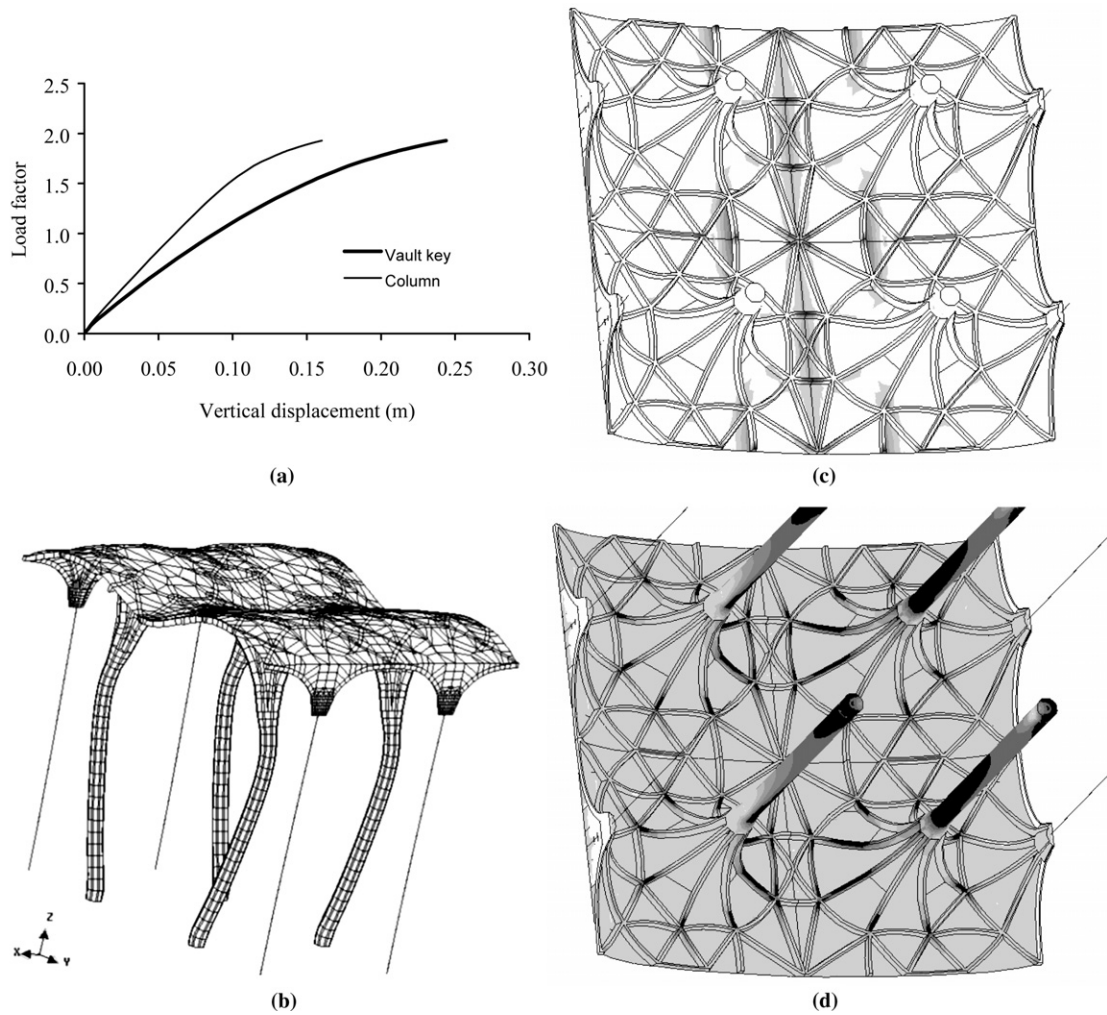 2.5
2.0
1.5
1.0
0.5
0.0
Load factor
Vault key
Column
0.00 0.05 0.10 0.15 0.20 0.25 0.30
Vertical displacement (m)
(a)
(c)
Z
X
Y
(b)
(d)